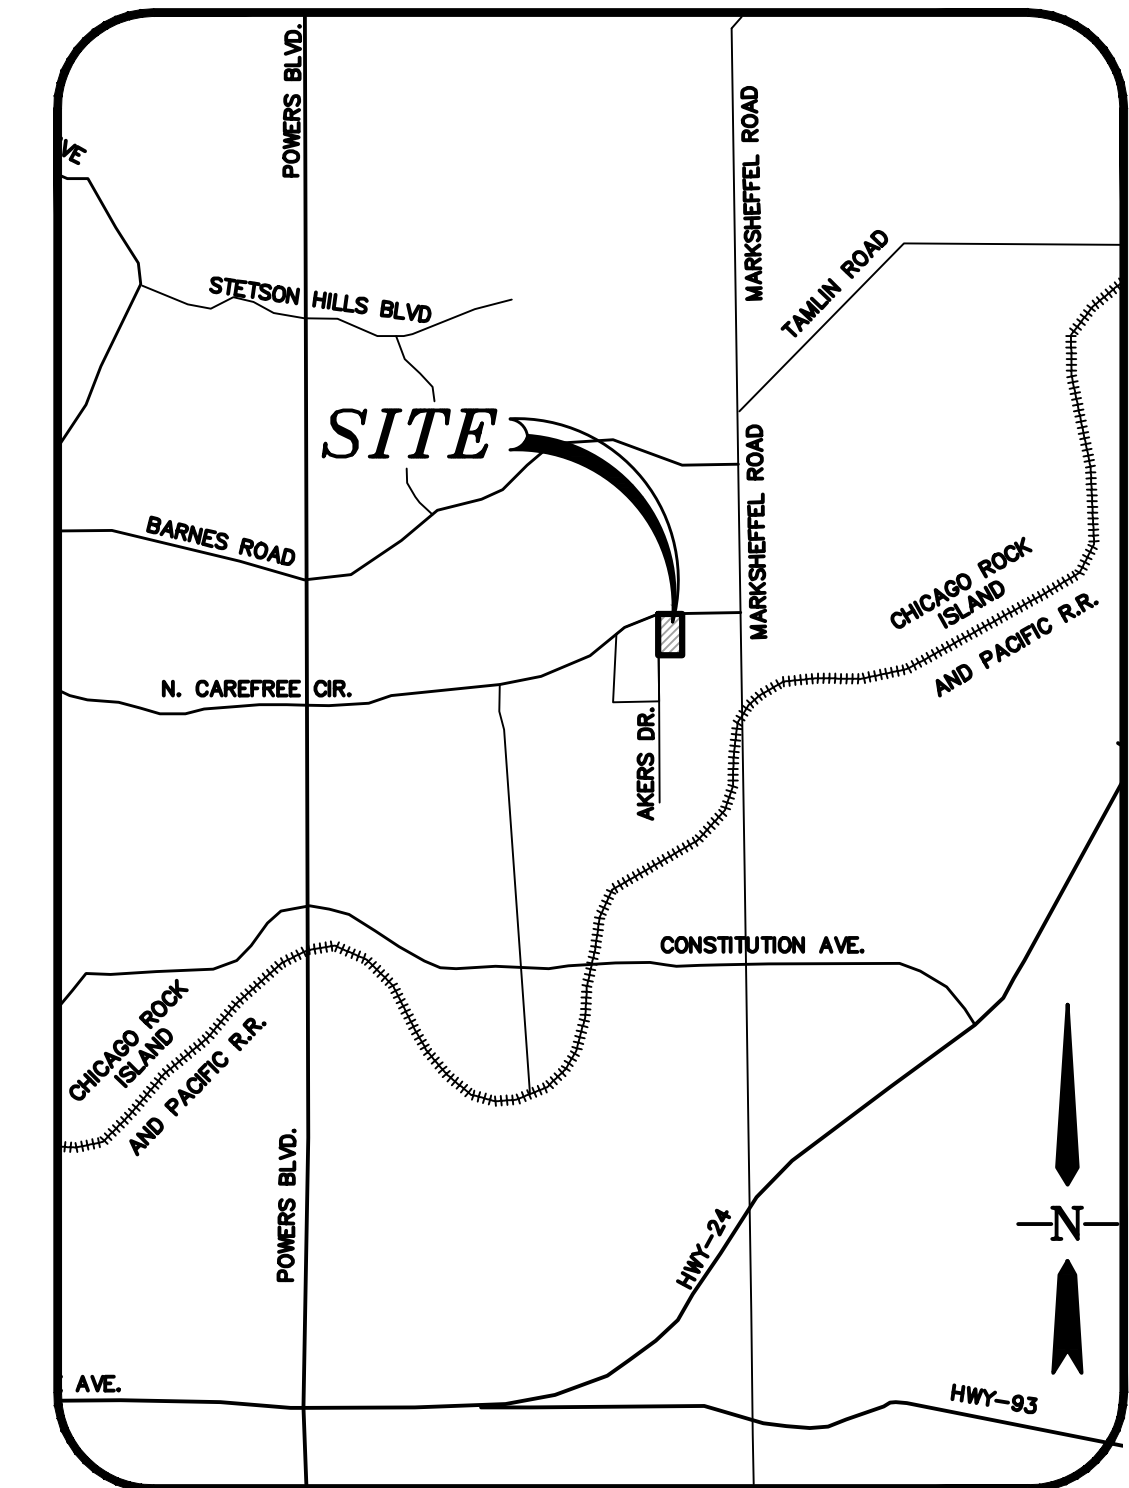 POWERS BLVD.
MARKSHEFFEL ROAD
VE
TAMLIN ROAD
STETSON HILLS BLVD
SITE
MARKSHEFFEL ROAD
BARNES ROAD
CHICAGO ROCK
ISLAND
AND PACIFIC R.R.
N. CAREFREE CIR.
AKERS DR.
CONSTITUTION AVE.
CHICAGO ROCK
ISLAND
AND PACIFIC R.R.
POWERS BLVD.
HWY-24
N
AVE.
HWY-93